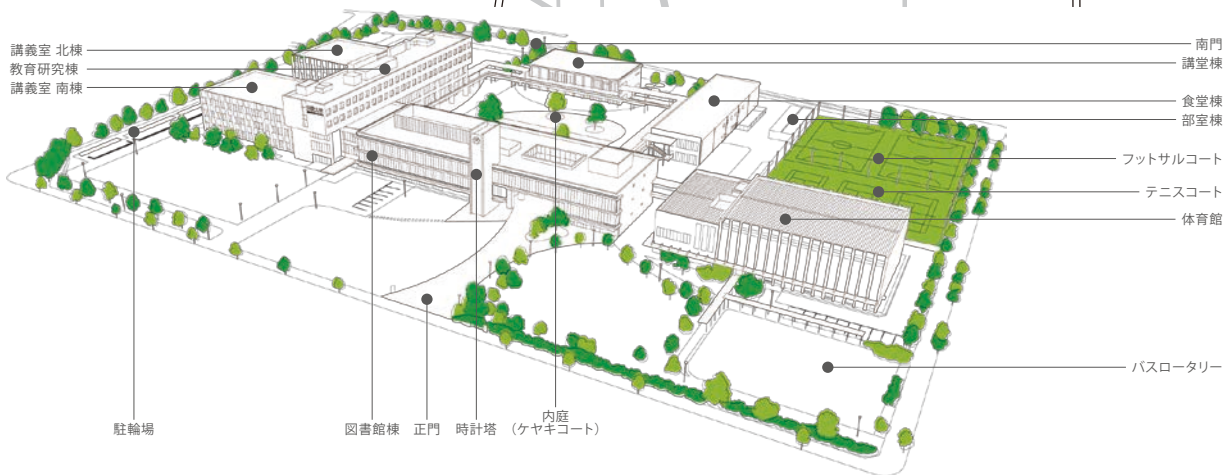 講義室 北棟
教育研究棟
講義室 南棟
南門
講堂棟
食堂棟
部室棟
フットサルコート
テニスコート
体育館
バスロータリー
駐輪場
図書館棟
正門
時計塔
内庭
（ケヤキコート）